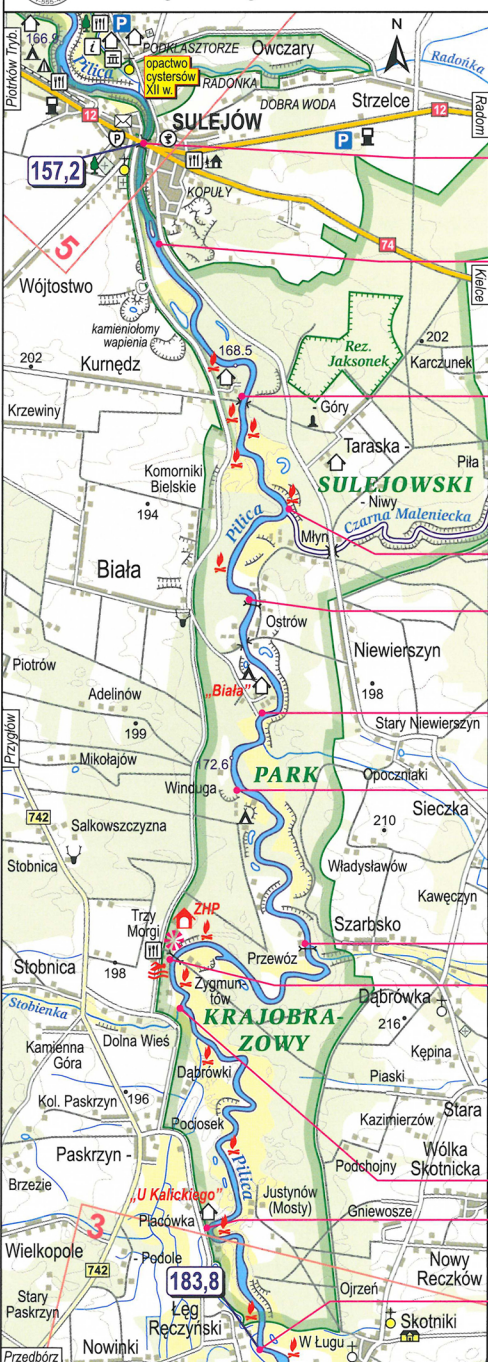 N
166.9
Piotrków Tryb.
Pilica
PODKLASZTORZE
Owczary
opactwo
cystersów
XII w.
RADONKA
Radońka
DOBRA WODA
Strzelce
12
12
Radom
SULEJÓW
P
P
i
157,2
KOPUŁY
5
74
Kielce
Wójtostwo
kamieniołomy
wapienia
168.5
Rez.
Jaksonek
202
202
Karczunek
Kurnędz
Krzewiny
Góry
Taraska -
Piła
Komorniki
Bielskie
SULEJOWSKI
- Niwy
194
Pilica
Czarna Maleniecka
Młyn
Biała
Ostrów
Niewierszyn
Piotrów
198
Adelinów
„Biała”
Przygłów
199
Stary Niewierszyn
Mikołajów
172,6
PARK
Opoczniaki
Winduga
Sieczka
742
Salkowszczyzna
210
Stobnica
Władysławów
Kawęczyn
ZHP
Trzy
Morgi
Szarbsko
Stobnica
198
Przewóz
Zygmun-
tów
Dąbrówka
Stobienka
KRAJOBRA-
ZOWY
216
Dolna Wieś
Kamienna
Góra
Kępina
Dąbrówki
Piaski
Kol. Paskrzyn
196
Stara
Pociosek
Kazimierzów
Paskrzyn -
Wólka
Skotnicka
Podchojny
Brzezie
Pilica
„U Kalickiego”
Justynów
(Mosty)
Gniewosze
Placówka
3
Wielkopole
- Podole
Nowy
Reczków
742
183,8
Stary
Paskrzyn
Ojrzeń
Łęg
Ręczyński
Skotniki
W Ługu
Przedbórz
Nowinki